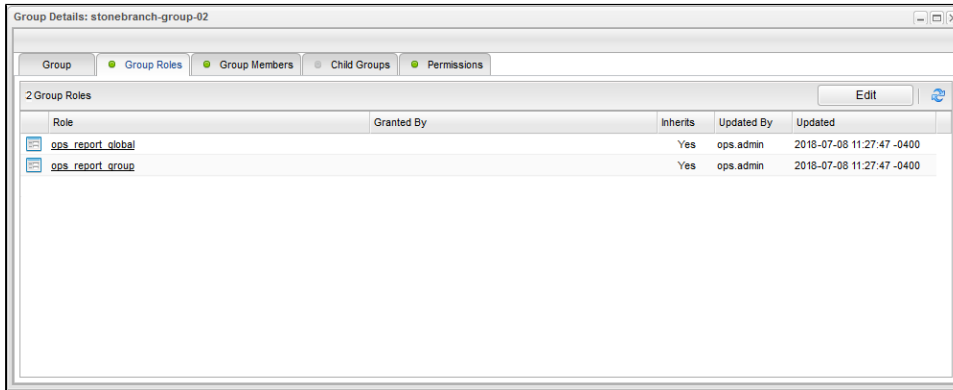 Group Details: stonebranch-group-02
Group Group Roles Group Members Child Groups Permissions
2 Group Roles Edit
Role Granted By Inherits Updated By Updated
ops_report_global Yes ops.admin 2018-07-08 11:27:47 -0400
ops_report_group Yes ops.admin 2018-07-08 11:27:47 -0400